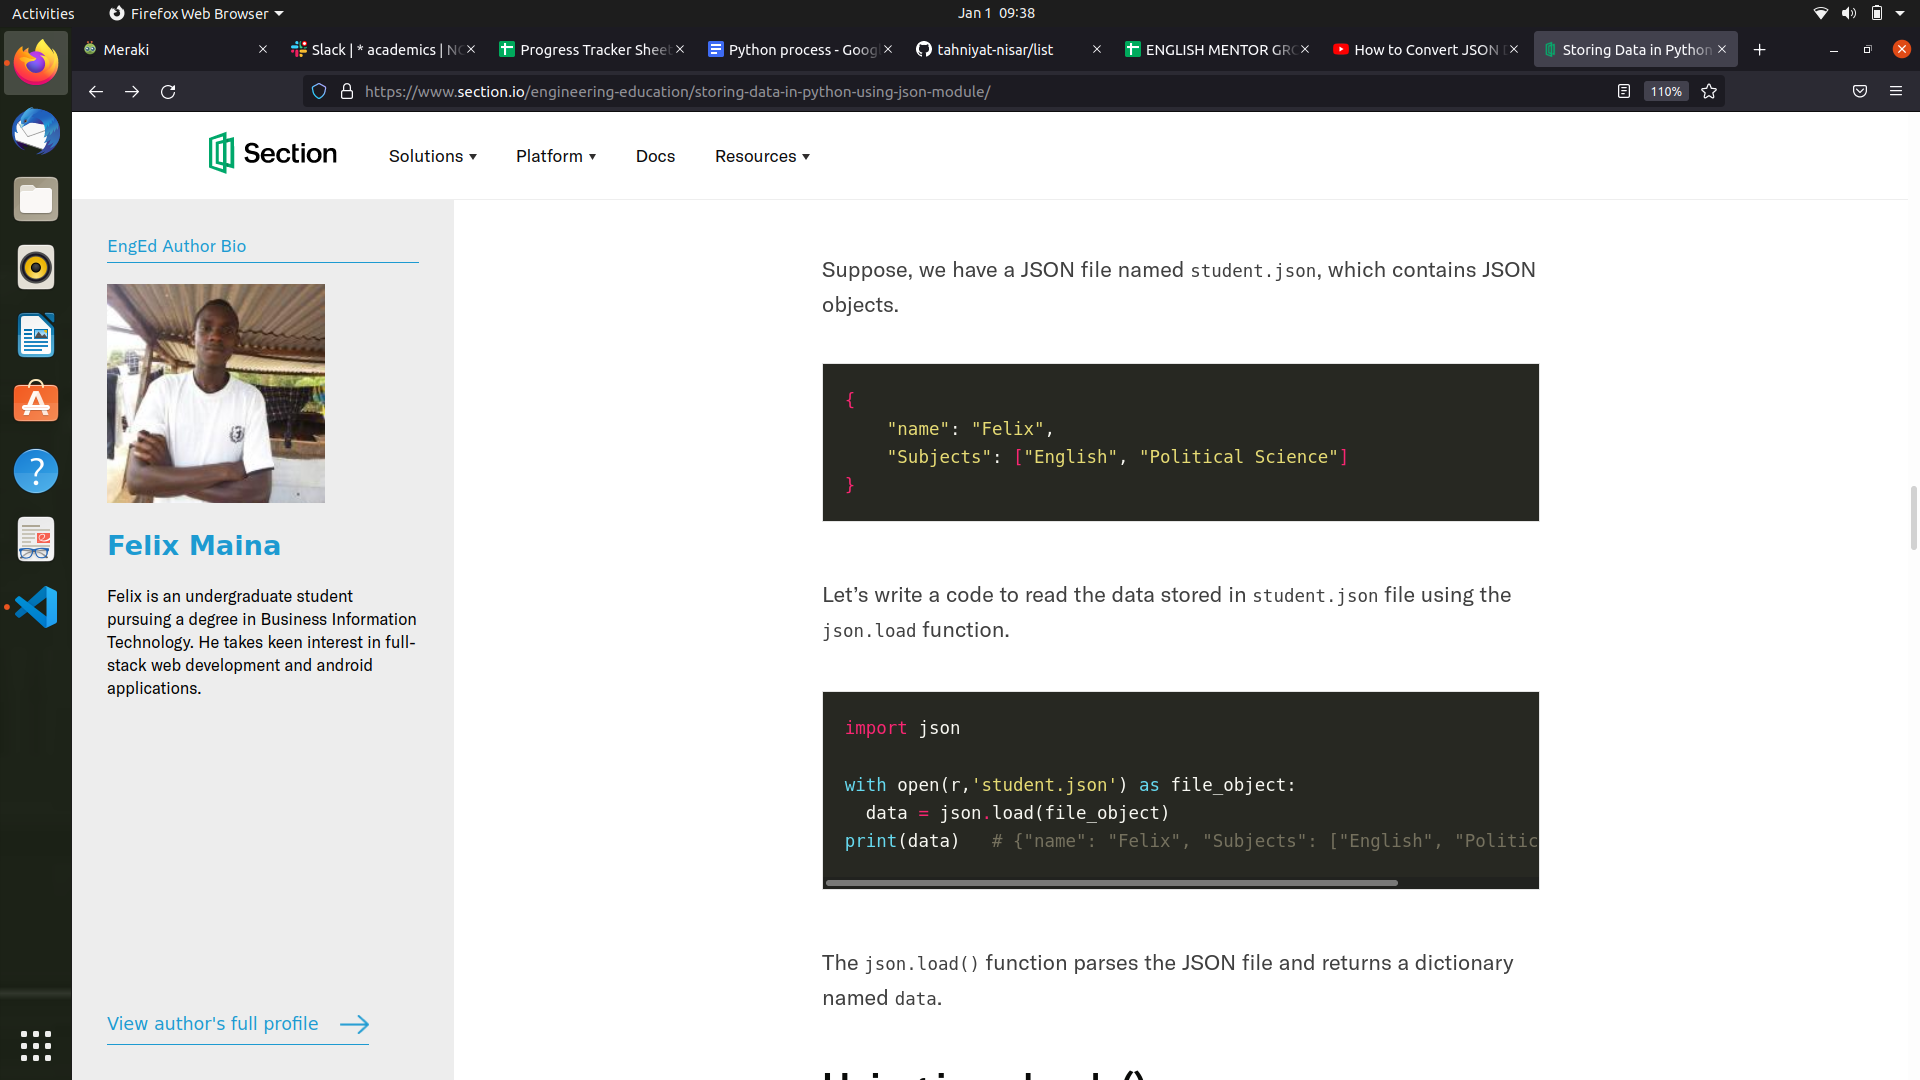 Activities
Firefox Web Browser
Jan 1 09:38
Meraki
Slack | * academics | NC
Progress Tracker Sheet
Python process - Googl
tahniyat-nisar/list
ENGLISH MENTOR GRO
How to Convert JSON D
Storing Data in Python
https://www.section.io/engineering-education/storing-data-in-python-using-json-module/
110%
Section
Solutions
Platform
Docs
Resources
EngEd Author Bio
Felix Maina
Felix is an undergraduate student
pursuing a degree in Business Information
Technology. He takes keen interest in full-
stack web development and android
applications.
View author's full profile
Suppose, we have a JSON file named student.json, which contains JSON
objects.
{
"name": "Felix",
"Subjects": ["English", "Political Science"]
}
Let’s write a code to read the data stored in student.json file using the
json.load function.
import json
with open(r,'student.json') as file_object:
data = json.load(file_object)
print(data) # {"name": "Felix", "Subjects": ["English", "Politic
The json.load() function parses the JSON file and returns a dictionary
named data.